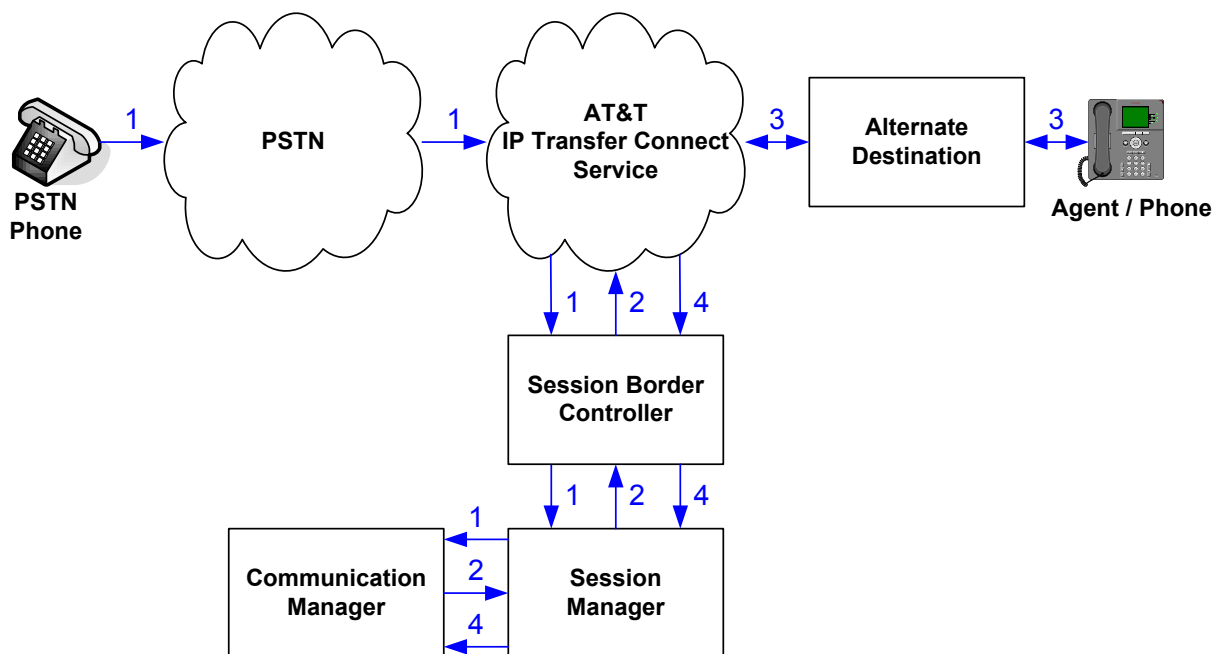 1
PSTN
Phone
PSTN
1
AT&T
IP Transfer Connect
Service
3
Alternate
Destination
3
Agent / Phone
1
2
4
Session Border
Controller
1
2
4
1
2
4
Communication
Manager
Session
Manager